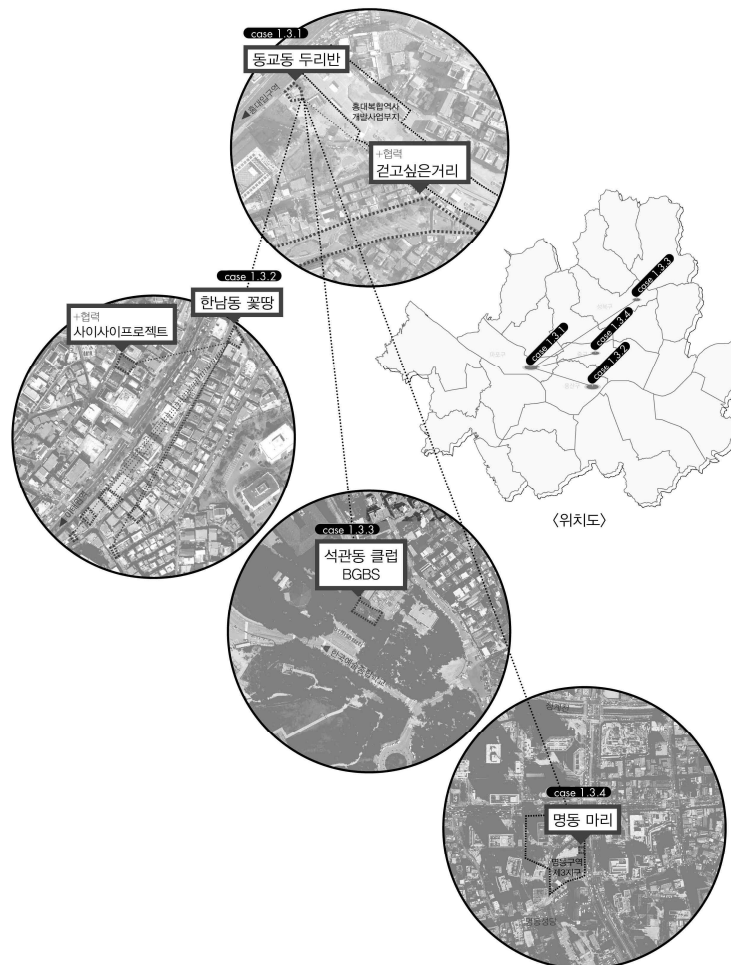 case 1.3.1
동교동 두리반
홍대입구역
홍대복합역사
개발사업부지
+협력
걷고싶은거리
case 1.3.2
한남동 꽃땅
+협력
사이사이프로젝트
case 1.3.3
case 1.3.4
case 1.3.1
case 1.3.2
〈위치도〉
case 1.3.3
석관동 클럽
BGBS
case 1.3.4
명동 마리
명동구역
제3지구
명동성당